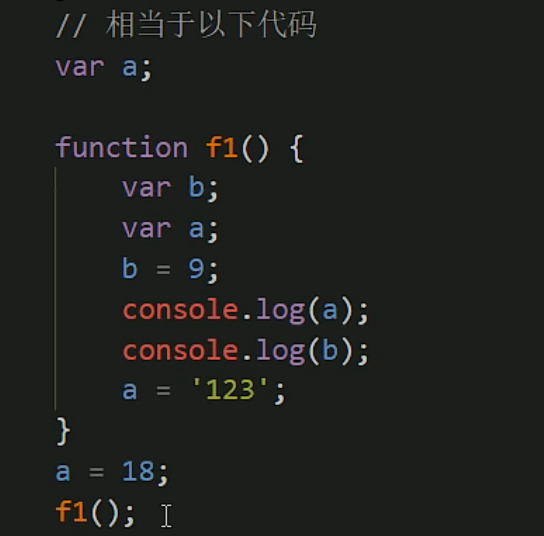 // 相当于以下代码
var a;
function f1() {
var b;
var a;
b = 9;
console.log(a);
console.log(b);
a = '123';
}
a = 18;
f1();